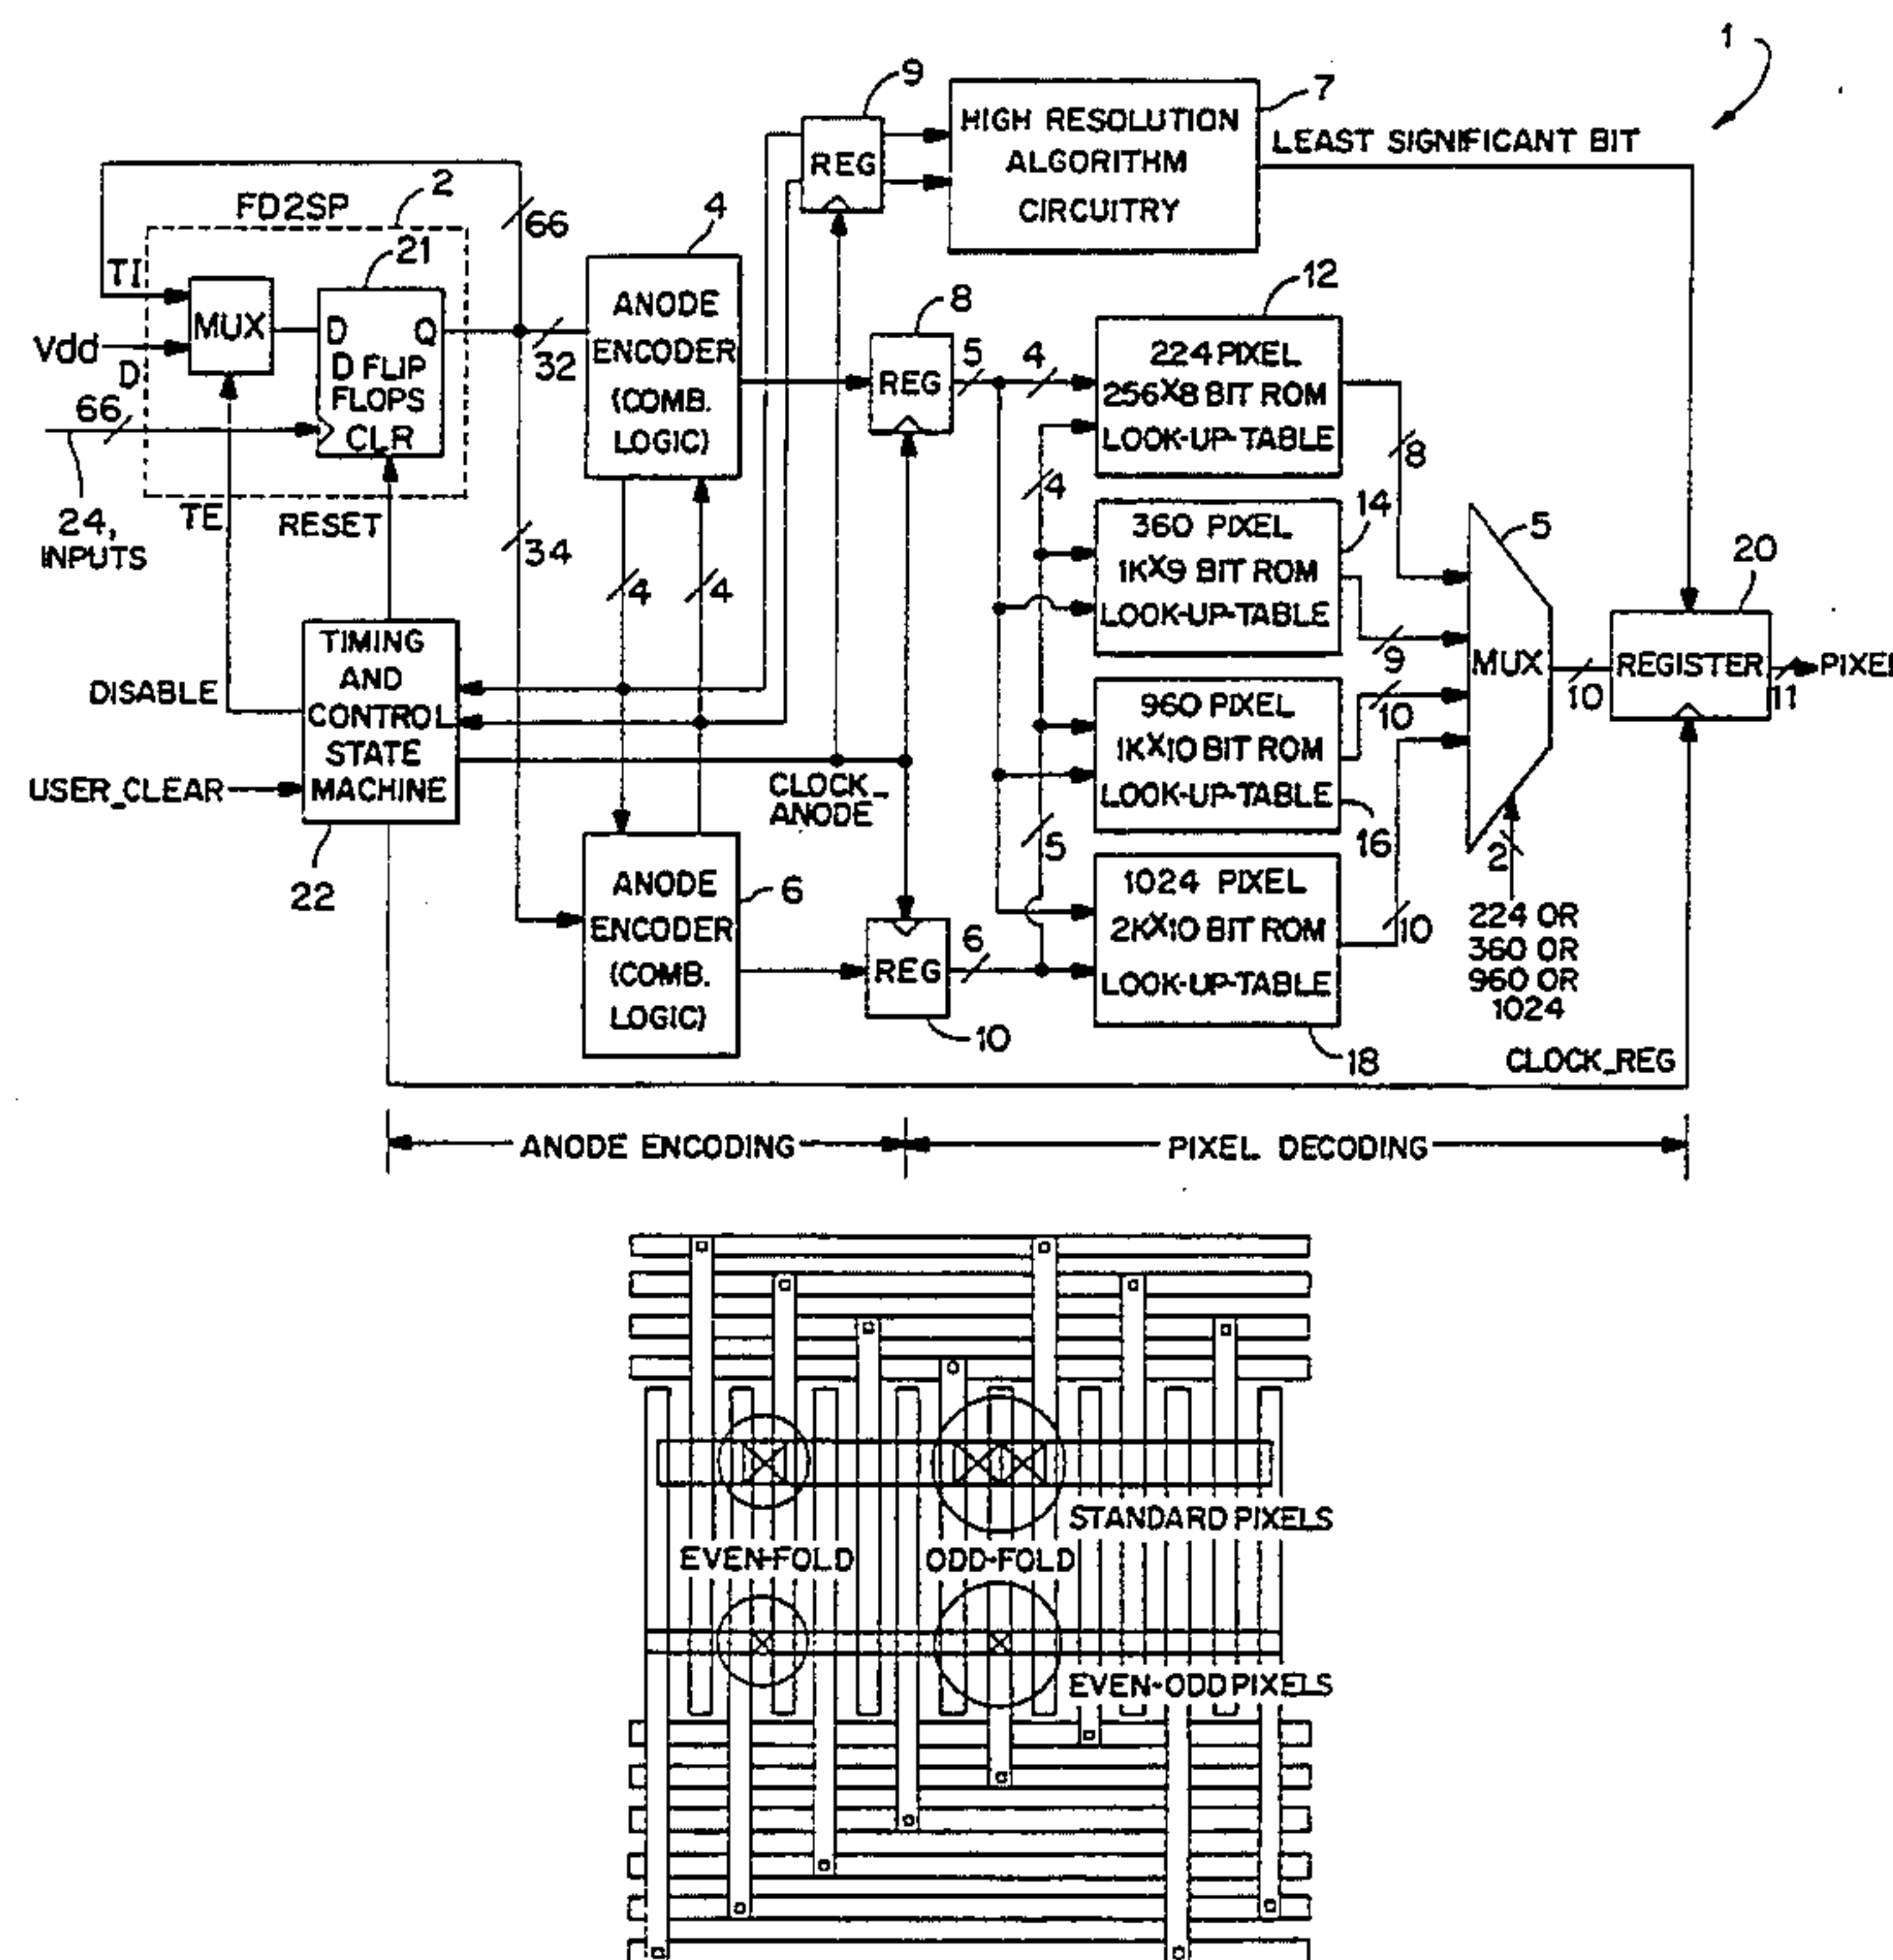 1
9
7
HIGH RESOLUTION
ALGORITHM
CIRCUITRY
REG
LEAST SIGNIFICANT BIT
FD2SP
2
66
4
21
TI
MUX
D
Q
D FLIP
FLOPS
CLR
Vdd
D
66
24,
INPUTS
TE
RESET
32
34
ANODE
ENCODER
(COMB.
LOGIC)
8
REG
5
4
12
224 PIXEL
256X8 BIT ROM
LOOK-UP-TABLE
8
4
14
360 PIXEL
1KX9 BIT ROM
LOOK-UP-TABLE
9
5
MUX
20
REGISTER
10
11
PIXEL
4
4
TIMING
AND
CONTROL
STATE
MACHINE
DISABLE
USER_CLEAR
22
CLOCK_
ANODE
960 PIXEL
1KX10 BIT ROM
LOOK-UP-TABLE
10
16
5
2
224 OR
360 OR
960 OR
1024
ANODE
ENCODER
(COMB.
LOGIC)
6
REG
6
10
1024 PIXEL
2KX10 BIT ROM
LOOK-UP-TABLE
10
18
CLOCK_REG
ANODE ENCODING
PIXEL DECODING
STANDARD PIXELS
EVEN-FOLD
ODD-FOLD
EVEN-ODD PIXELS